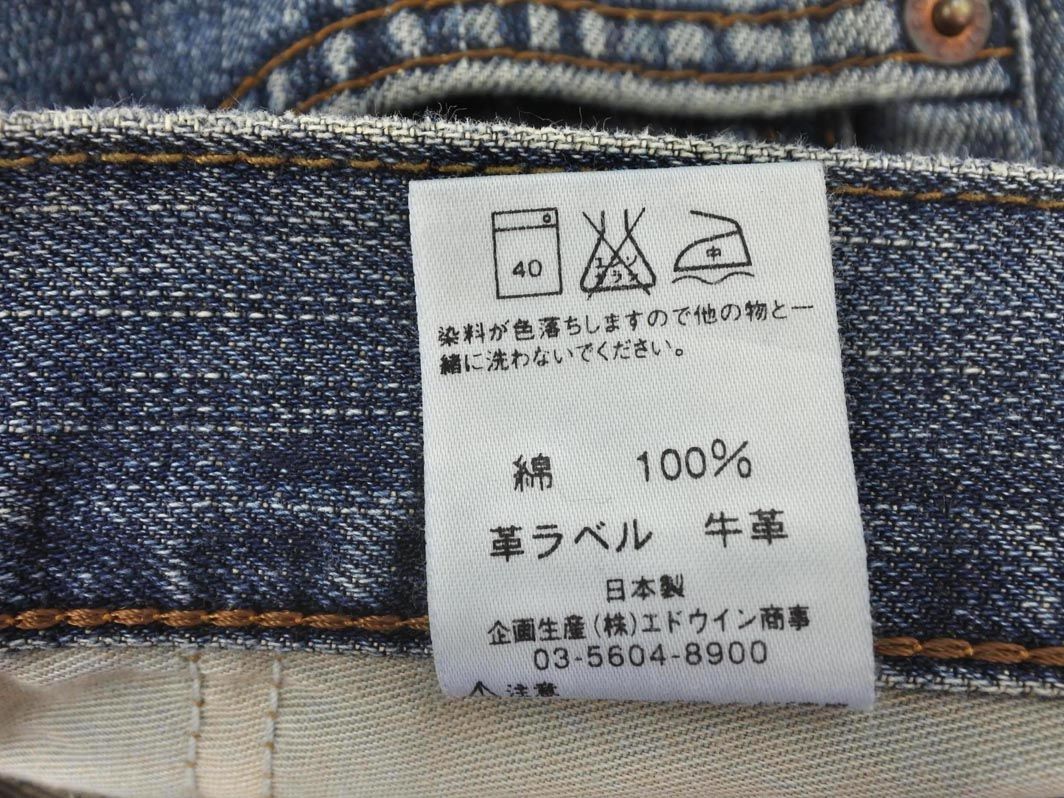 40
中
染料が色落ちしますので他の物と一
緒に洗わないでください。
綿 100%
革ラベル 牛革
日本製
企画生産(株)エドウイン商事
03-5604-8900
⚠注意